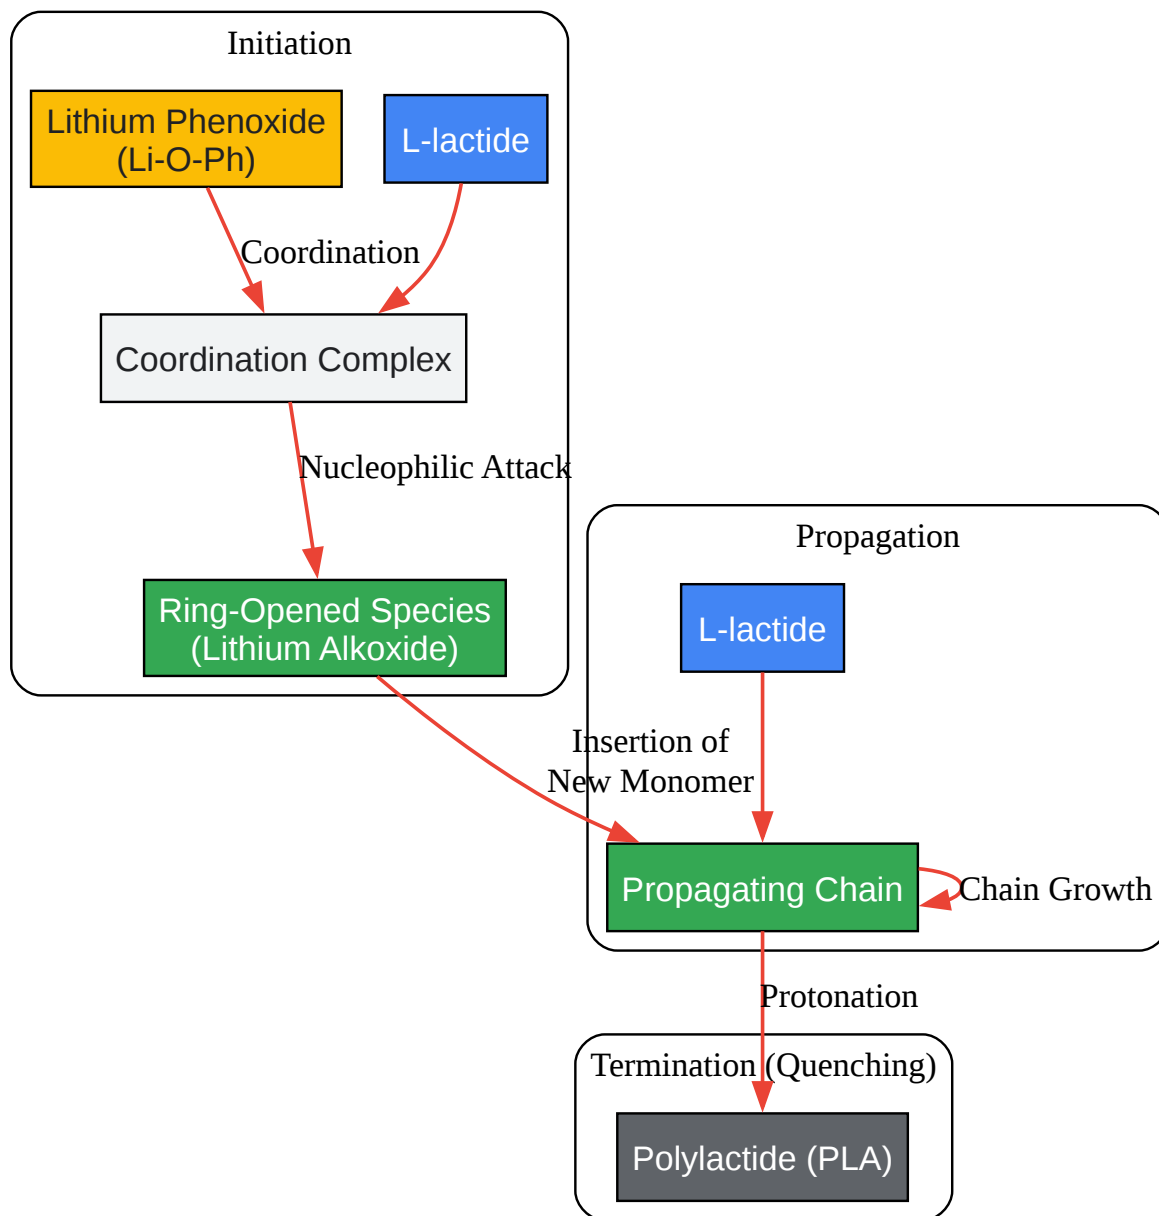 Initiation
Lithium Phenoxide
(Li-O-Ph)
L-lactide
Coordination
Coordination Complex
Nucleophilic Attack
Ring-Opened Species
(Lithium Alkoxide)
Propagation
L-lactide
Insertion of
New Monomer
Propagating Chain
Chain Growth
Protonation
Termination (Quenching)
Polylactide (PLA)